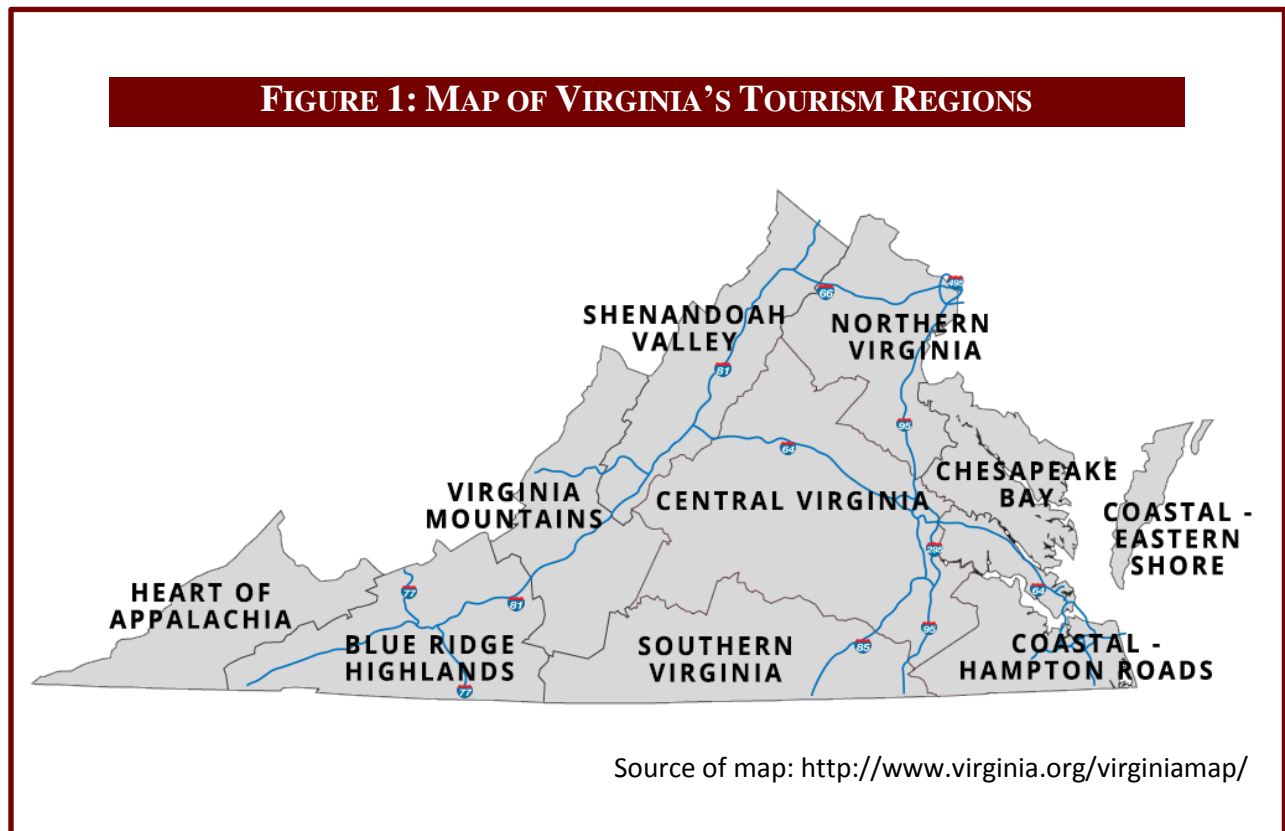 FIGURE 1: MAP OF VIRGINIA'S TOURISM REGIONS
495
66
SHENANDOAH
VALLEY
NORTHERN
VIRGINIA
81
95
64
CHESAPEAKE
BAY
VIRGINIA
MOUNTAINS
CENTRAL VIRGINIA
COASTAL -
EASTERN
SHORE
295
HEART OF
APPALACHIA
77
81
64
95
BLUE RIDGE
HIGHLANDS
SOUTHERN
VIRGINIA
85
COASTAL -
HAMPTON ROADS
77
Source of map: http://www.virginia.org/virginiamap/